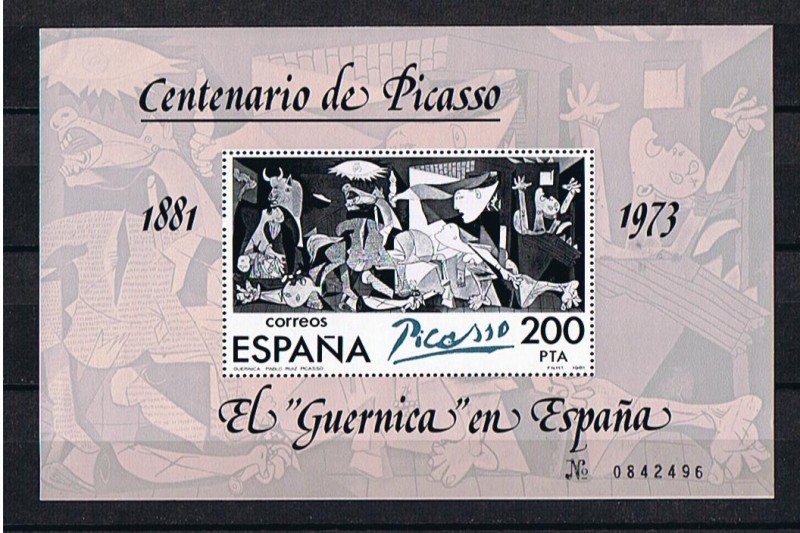 Centenario de Picasso
1881
1973
correos
ESPAÑA
Picasso
200
PTA
GUERNICA PABLO RUIZ PICASSO
F.N.M.T. 1981
El "Guernica" en España
No 0842496